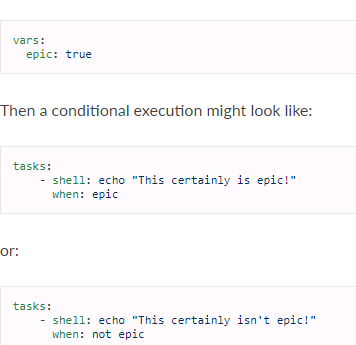 vars:
  epic: true
Then a conditional execution might look like:
tasks:
    - shell: echo "This certainly is epic!"
      when: epic
or:
tasks:
    - shell: echo "This certainly isn't epic!"
      when: not epic